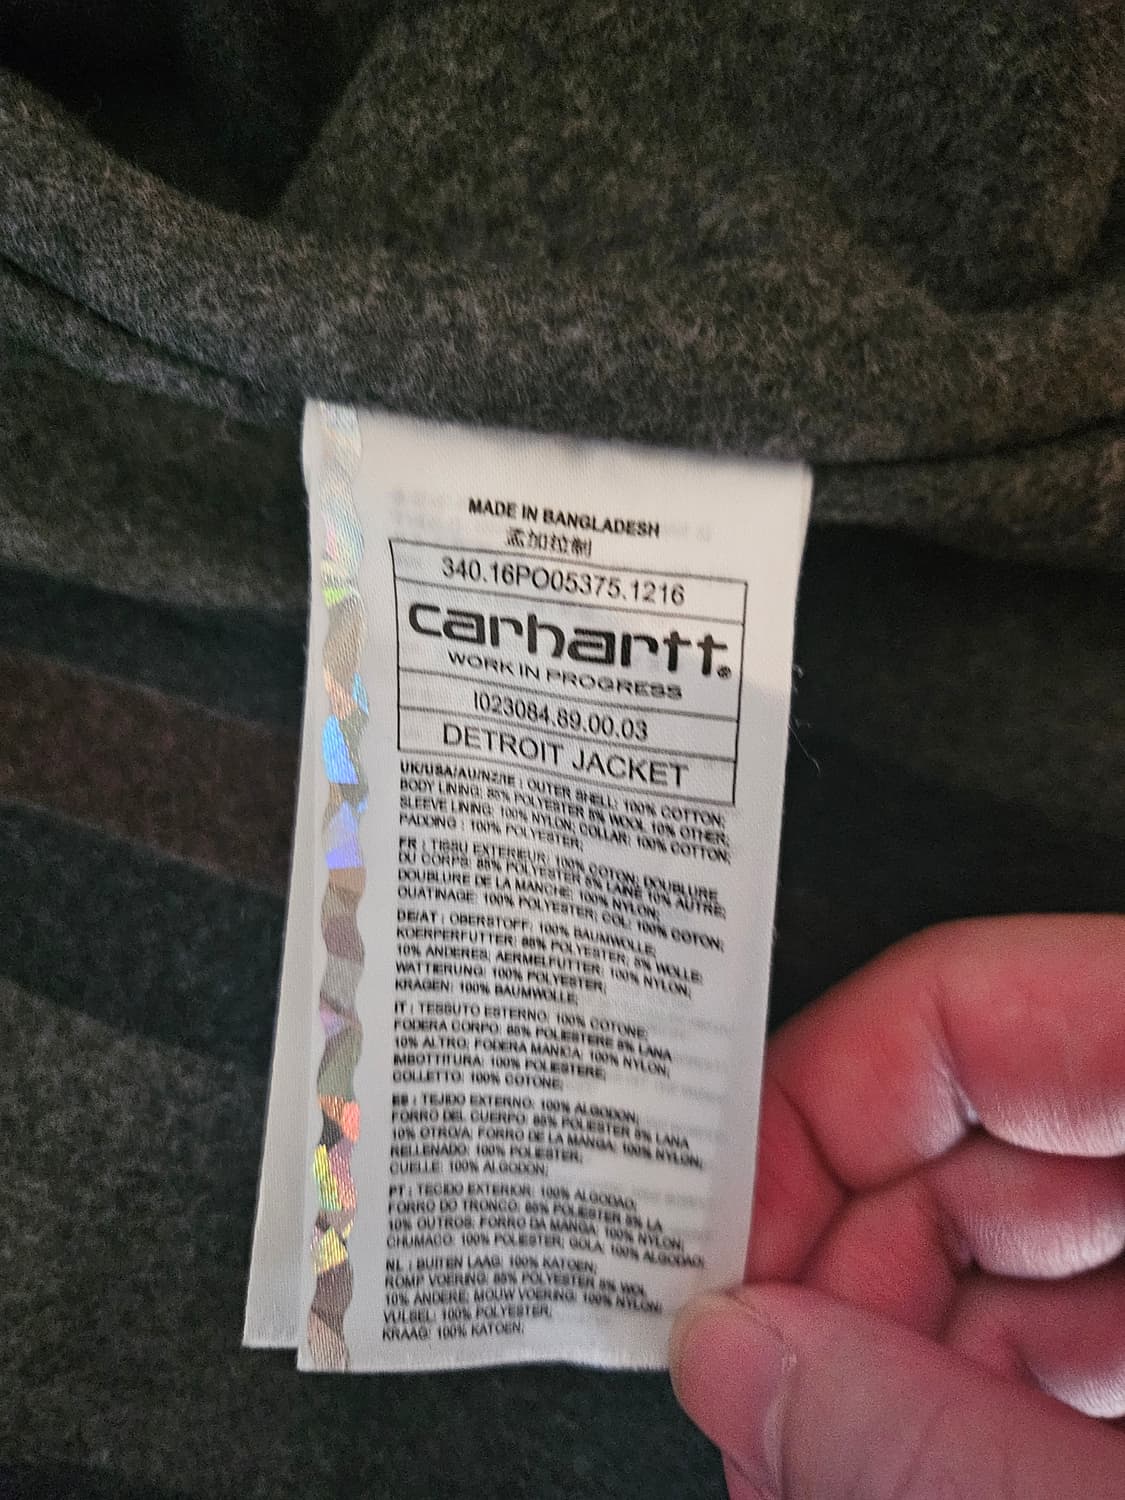 MADE IN BANGLADESH
孟加拉制
340.16PO05375.1216
carhartt®
WORK IN PROGRESS
I023084.89.00.03
DETROIT JACKET
UK/USA/AU/NZ/IE : OUTER SHELL: 100% COTTON;
BODY LINING: 85% POLYESTER 5% WOOL 10% OTHER;
SLEEVE LINING: 100% NYLON; COLLAR: 100% COTTON;
PADDING : 100% POLYESTER;
FR : TISSU EXTERIEUR: 100% COTON; DOUBLURE
DU CORPS: 85% POLYESTER 5% LAINE 10% AUTRE;
DOUBLURE DE LA MANCHE: 100% NYLON;
OUATINAGE: 100% POLYESTER; COL: 100% COTON;
DE/AT : OBERSTOFF: 100% BAUMWOLLE;
KOERPERFUTTER: 85% POLYESTER; 5% WOLLE;
10% ANDERES; AERMELFUTTER: 100% NYLON;
WATTIERUNG: 100% POLYESTER;
KRAGEN: 100% BAUMWOLLE;
IT : TESSUTO ESTERNO: 100% COTONE;
FODERA CORPO: 85% POLIESTERE 5% LANA
10% ALTRO; FODERA MANICA: 100% NYLON;
IMBOTTITURA: 100% POLIESTERE;
COLLETTO: 100% COTONE;
ES : TEJIDO EXTERNO: 100% ALGODON;
FORRO DEL CUERPO: 85% POLIESTER 5% LANA
10% OTRO/A; FORRO DE LA MANGA: 100% NYLON;
RELLENADO: 100% POLIESTER;
CUELLE: 100% ALGODON;
PT : TECIDO EXTERIOR: 100% ALGODAO;
FORRO DO TRONCO: 85% POLIESTER 5% LA
10% OUTROS; FORRO DA MANGA: 100% NYLON;
CHUMACO: 100% POLIESTER; GOLA: 100% ALGODAO;
NL : BUITEN LAAG: 100% KATOEN;
ROMP VOERING: 85% POLYESTER 5% WOL
10% ANDERE; MOUW VOERING: 100% NYLON;
VULSEL: 100% POLYESTER;
KRAAG: 100% KATOEN;